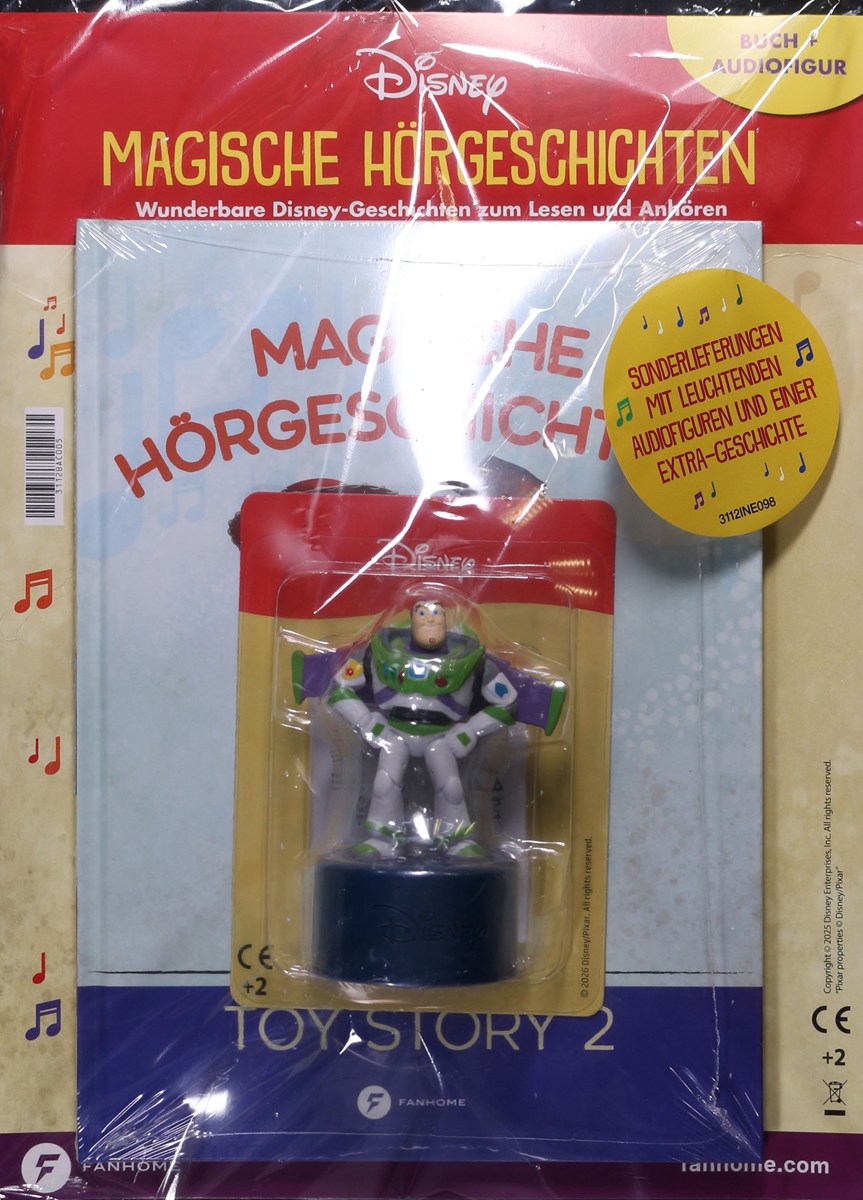 BUCH +
AUDIOFIGUR
Disney
MAGISCHE HÖRGESCHICHTEN
Wunderbare Disney-Geschichten zum Lesen und Anhören
SONDERLIEFERUNGEN
MIT LEUCHTENDEN
AUDIOFIGUREN UND EINER
EXTRA-GESCHICHTE
3112INE098
31128AC005
Disney
Disney
CE
+2
© 2026 Disney/Pixar. All rights reserved.
TOY STORY 2
FANHOME
Copyright © 2025 Disney Enterprises, Inc. All rights reserved.
"Pixar properties © Disney/Pixar"
CE
+2
FANHOME
fanhome.com